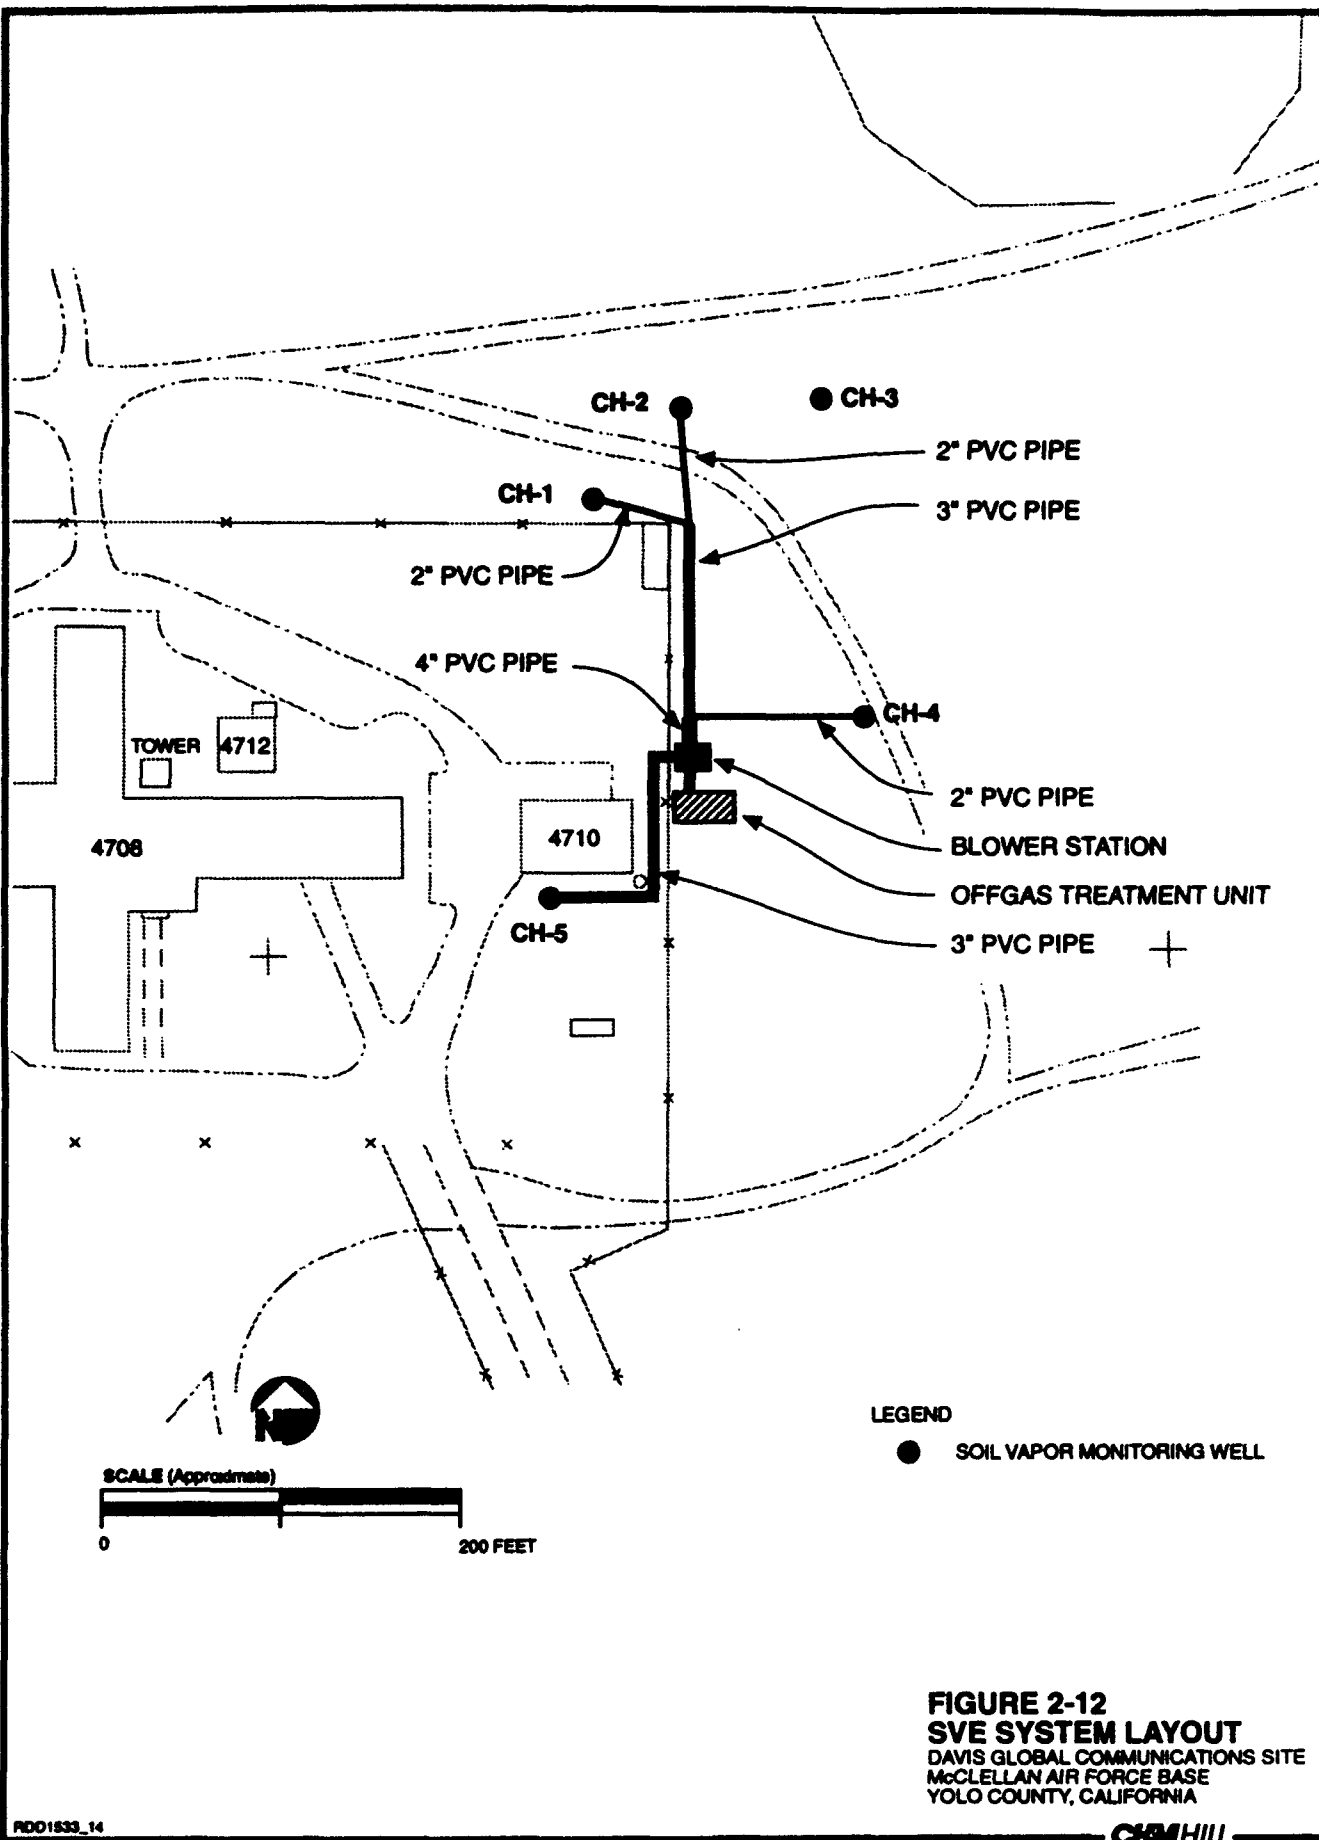 CH-2
CH-3
2" PVC PIPE
CH-1
3" PVC PIPE
2" PVC PIPE
4" PVC PIPE
CH-4
TOWER
4712
2" PVC PIPE
4710
4708
BLOWER STATION
OFFGAS TREATMENT UNIT
CH-5
3" PVC PIPE
N
LEGEND
SOIL VAPOR MONITORING WELL
SCALE (Approximate)
0
200 FEET
FIGURE 2-12
SVE SYSTEM LAYOUT
DAVIS GLOBAL COMMUNICATIONS SITE
McCLELLAN AIR FORCE BASE
YOLO COUNTY, CALIFORNIA
RDD1533_14
CH2M HILL